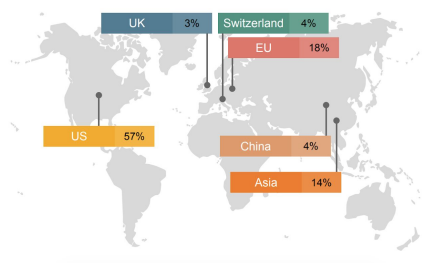 UK 3%
Switzerland 4%
EU 18%
US 57%
China 4%
Asia 14%